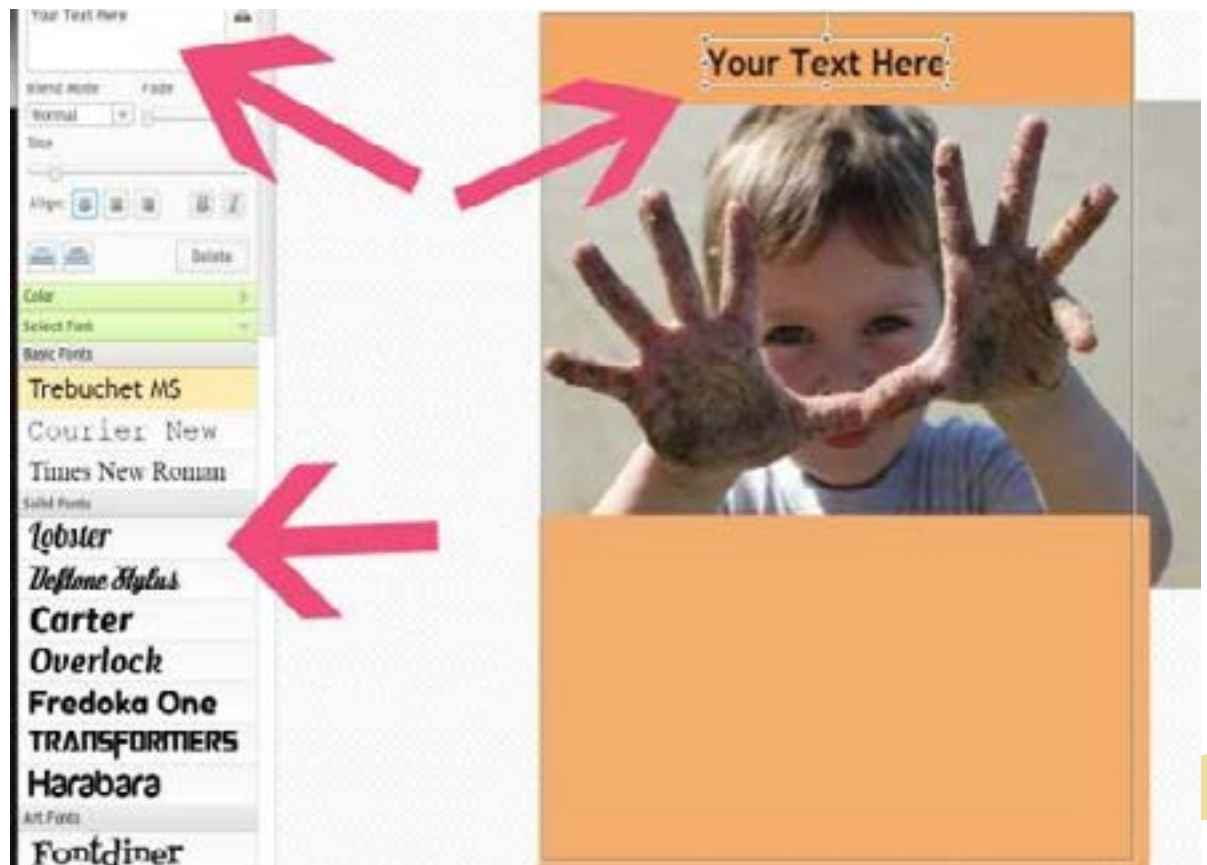 Your Text Here
Blend Mode Fade
Normal
Size
Align:
Delete
Color
Select Font
Basic Fonts
Trebuchet MS
Courier New
Times New Roman
Solid Fonts
Lobster
Deftone Stylus
Carter
Overlock
Fredoka One
TRANSFORMERS
Harabara
Art Fonts
Fontdiner
Your Text Here